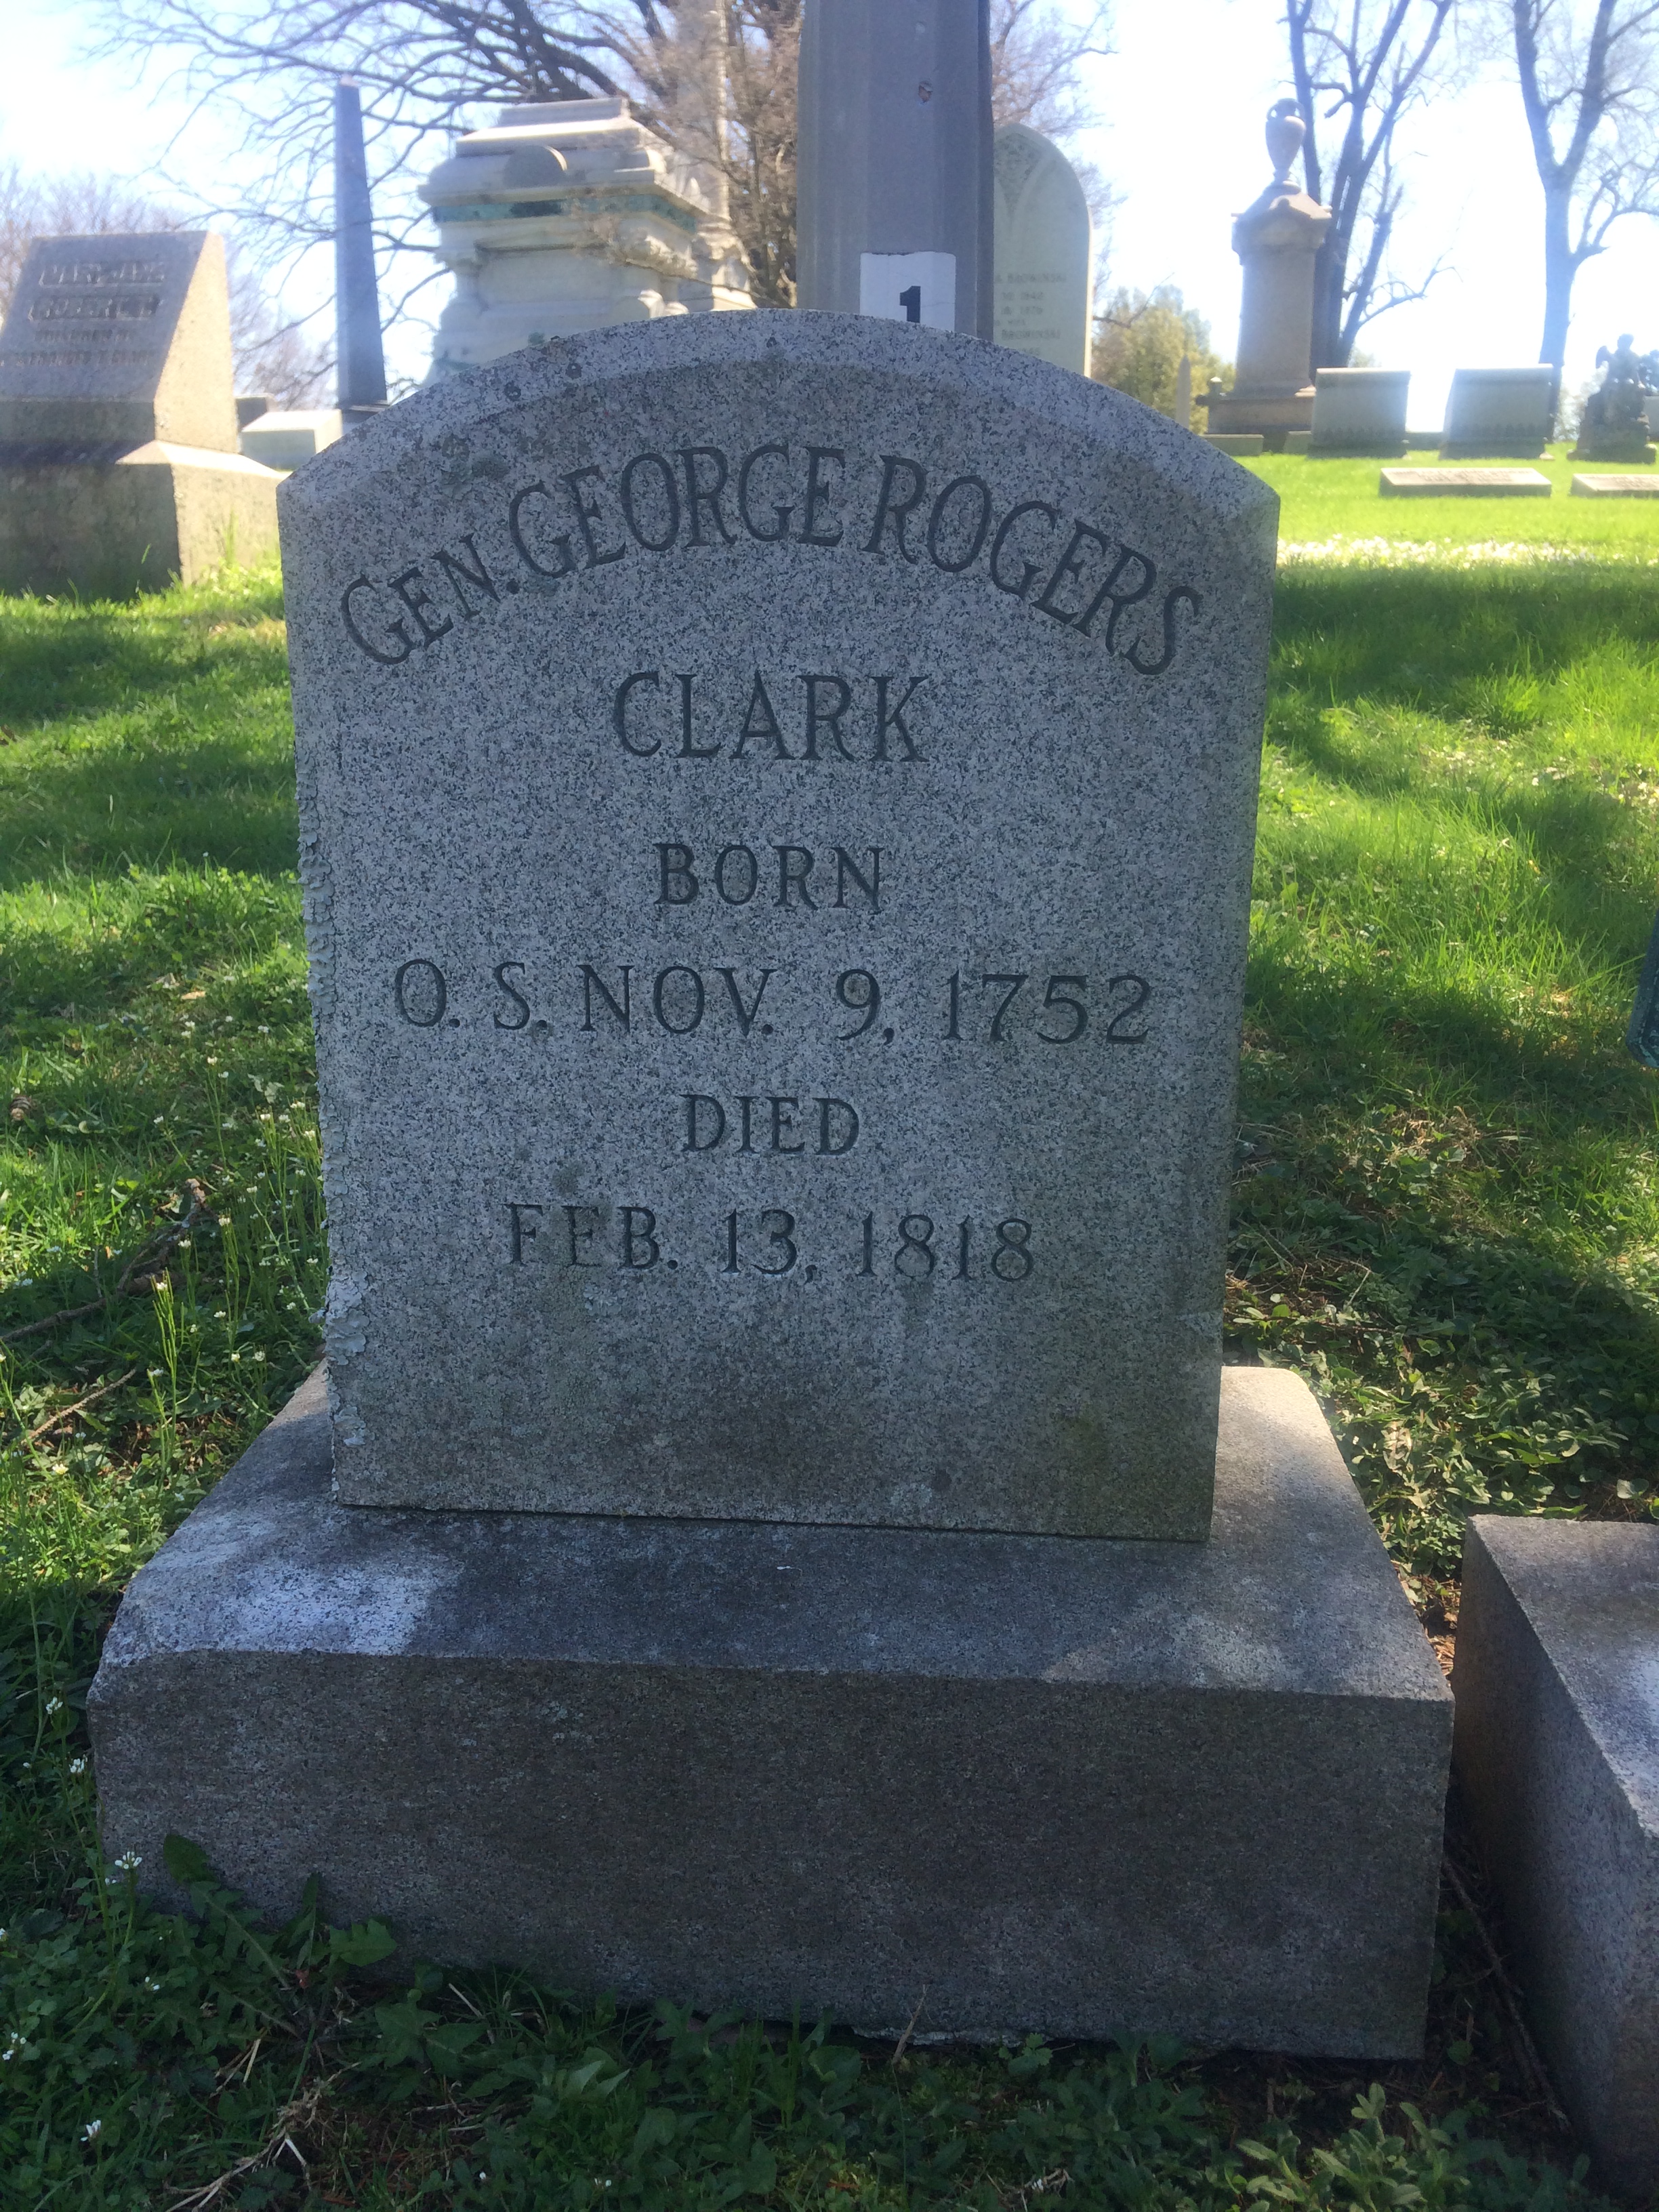 GEN. GEORGE ROGERS
CLARK
BORN
O. S. NOV. 9, 1752
DIED
FEB. 13, 1818
1